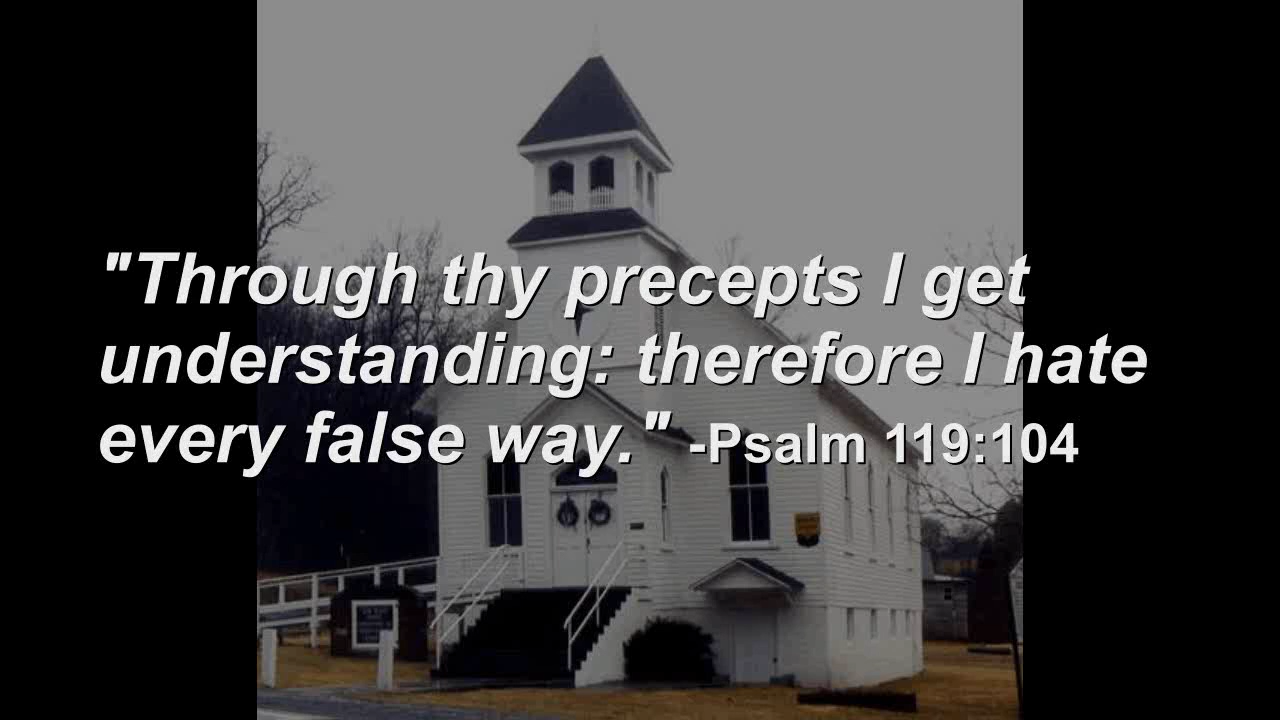 "Through thy precepts I get
understanding: therefore I hate
every false way." -Psalm 119:104